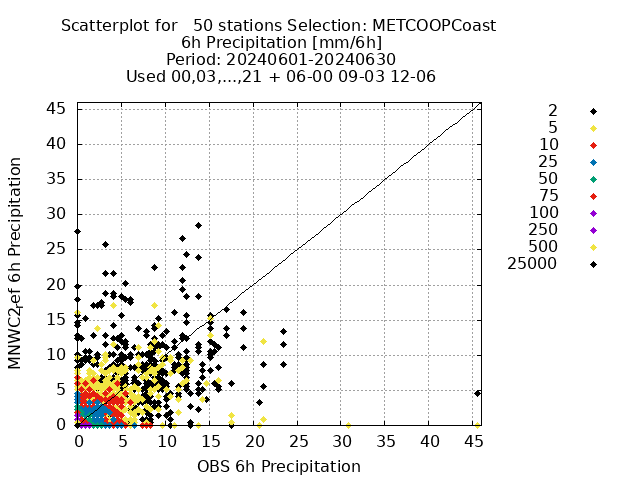 Scatterplot for   50 stations Selection: METCOOPCoast
6h Precipitation [mm/6h]
Period: 20240601-20240630
Used 00,03,...,21 + 06-00 09-03 12-06
MNWC2ref 6h Precipitation
45
40
35
30
25
20
15
10
5
0
0 5 10 15 20 25 30 35 40 45
OBS 6h Precipitation
2
5
10
25
50
75
100
250
500
25000